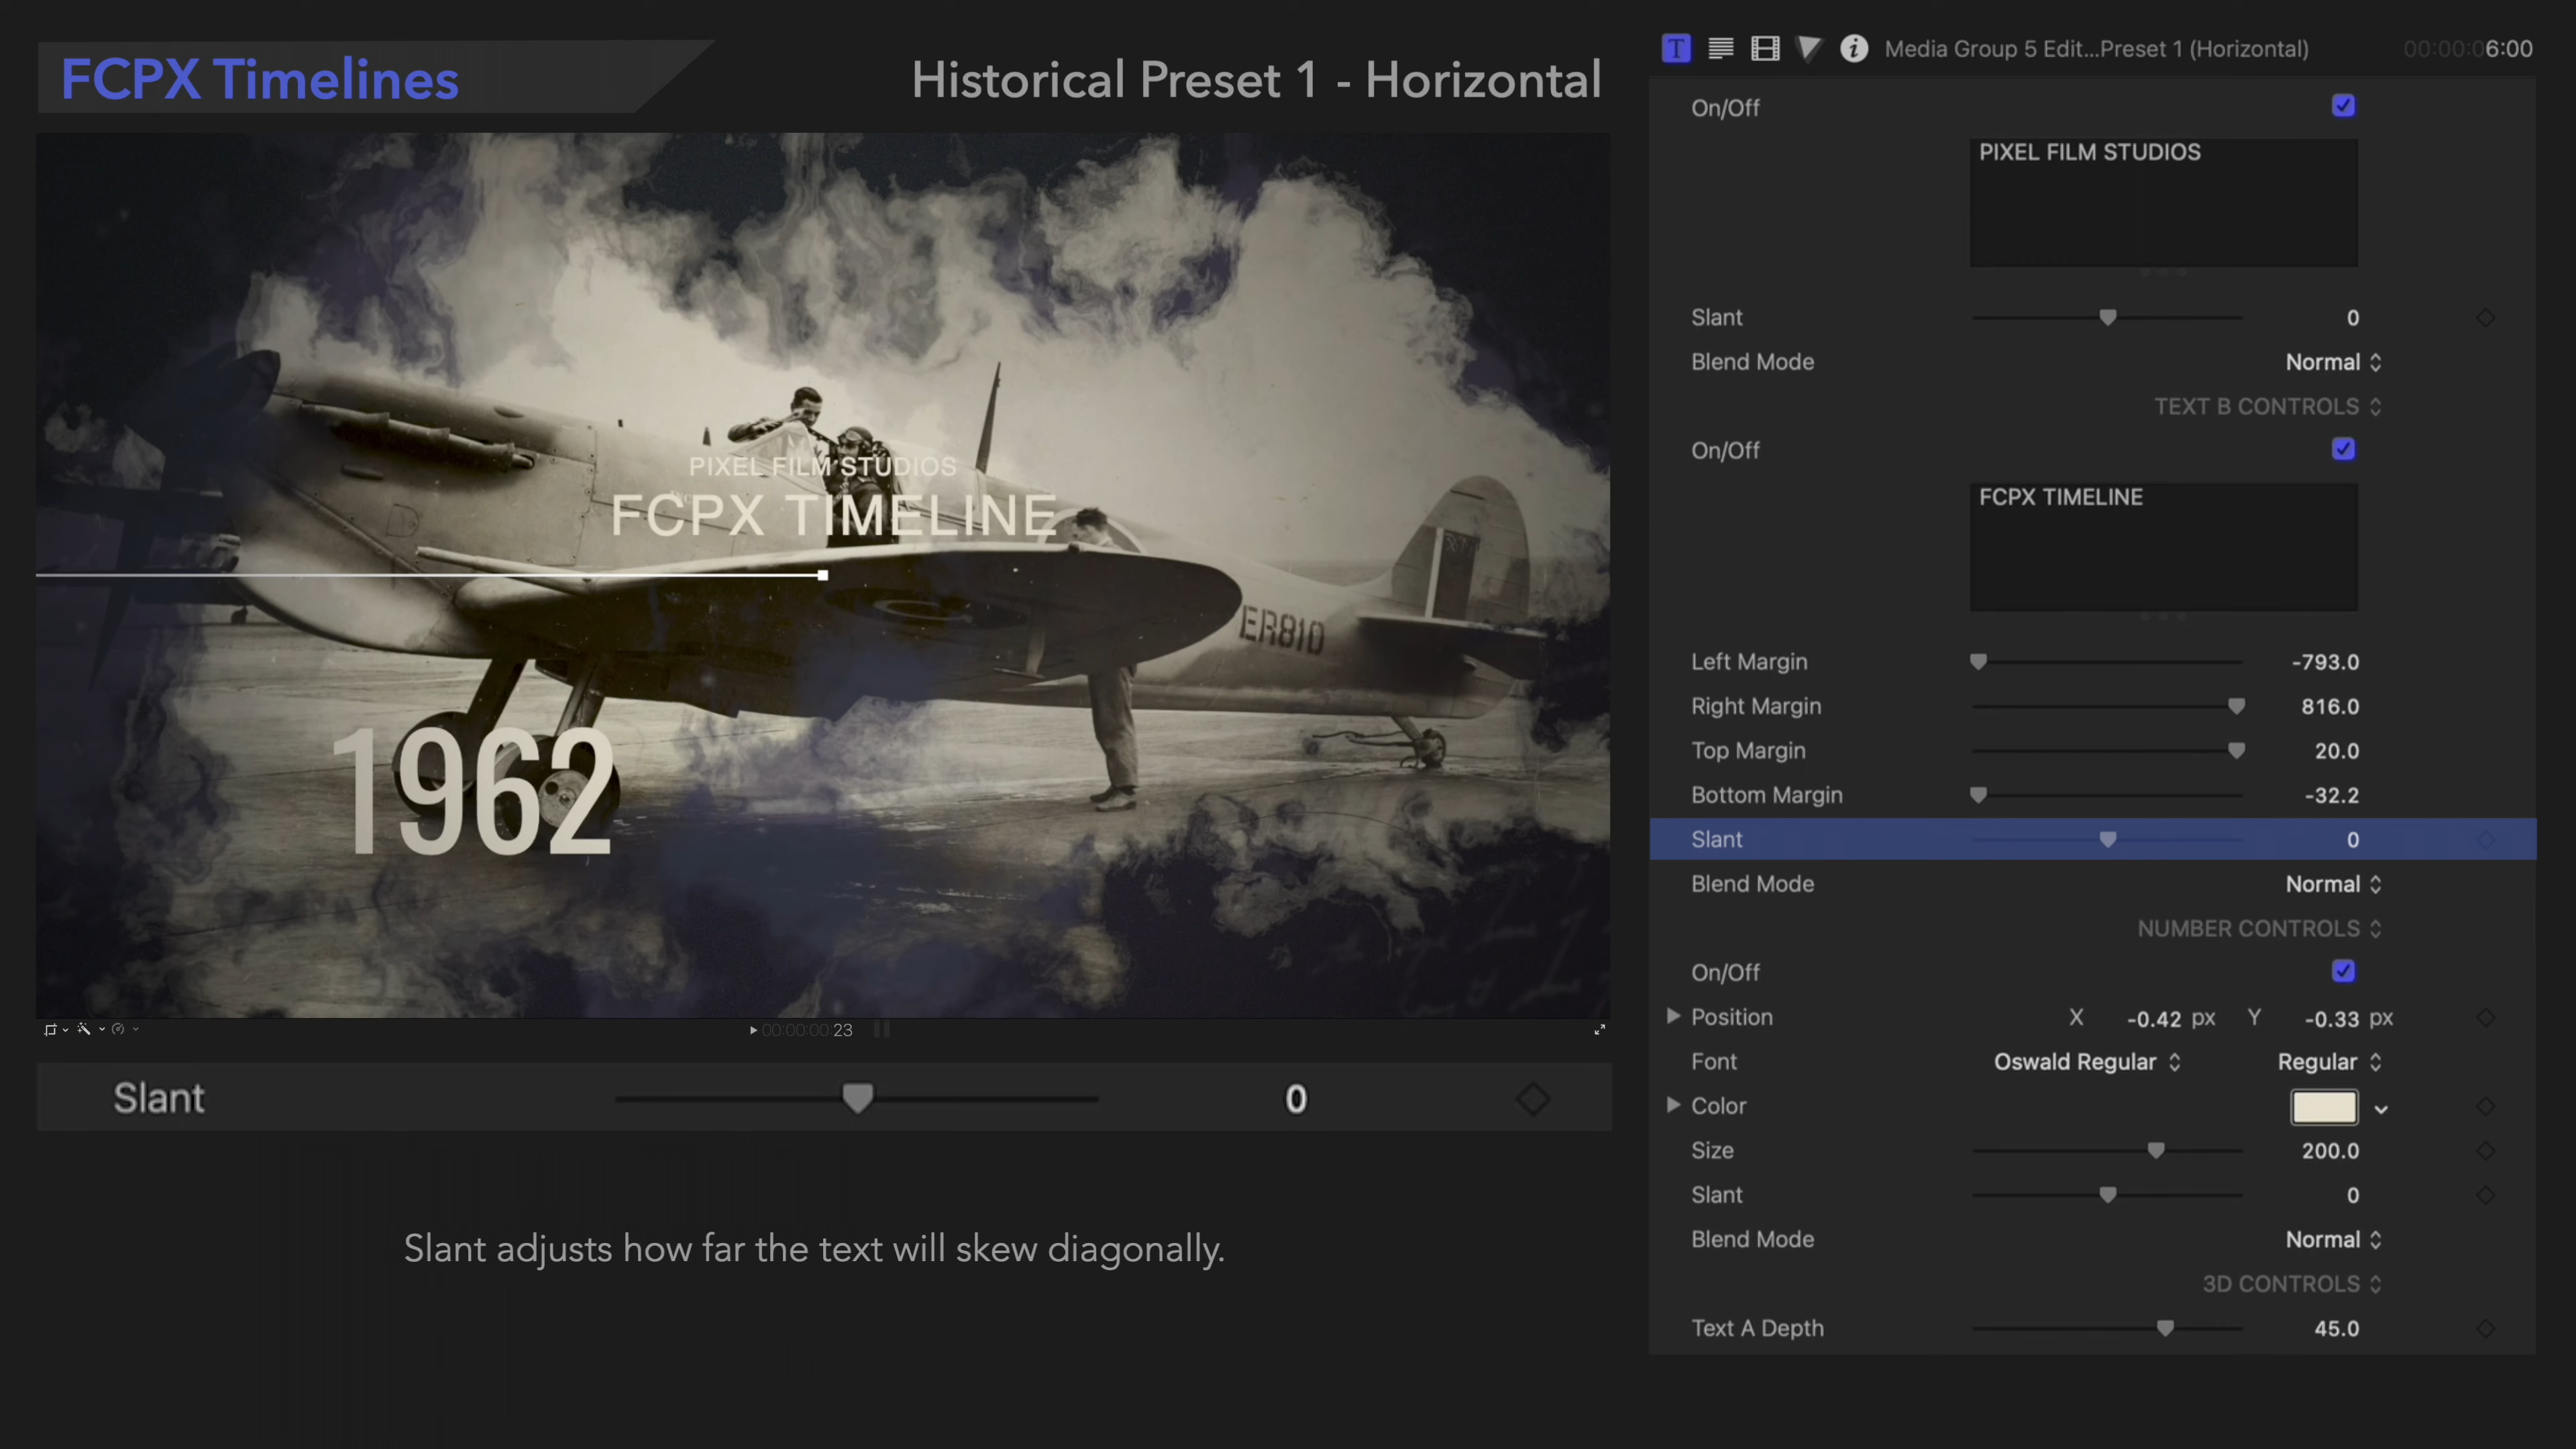 FCPX Timelines
Historical Preset 1 - Horizontal
PIXEL FILM STUDIOS
FCPX TIMELINE
ER810
1962
00:00:00:23
Slant 0
Slant adjusts how far the text will skew diagonally.
T i Media Group 5 Edit...Preset 1 (Horizontal) 00:00:06:00
On/Off
PIXEL FILM STUDIOS
Slant 0
Blend Mode Normal
TEXT B CONTROLS
On/Off
FCPX TIMELINE
Left Margin -793.0
Right Margin 816.0
Top Margin 20.0
Bottom Margin -32.2
Slant 0
Blend Mode Normal
NUMBER CONTROLS
On/Off
Position X -0.42 px Y -0.33 px
Font Oswald Regular Regular
Color
Size 200.0
Slant 0
Blend Mode Normal
3D CONTROLS
Text A Depth 45.0